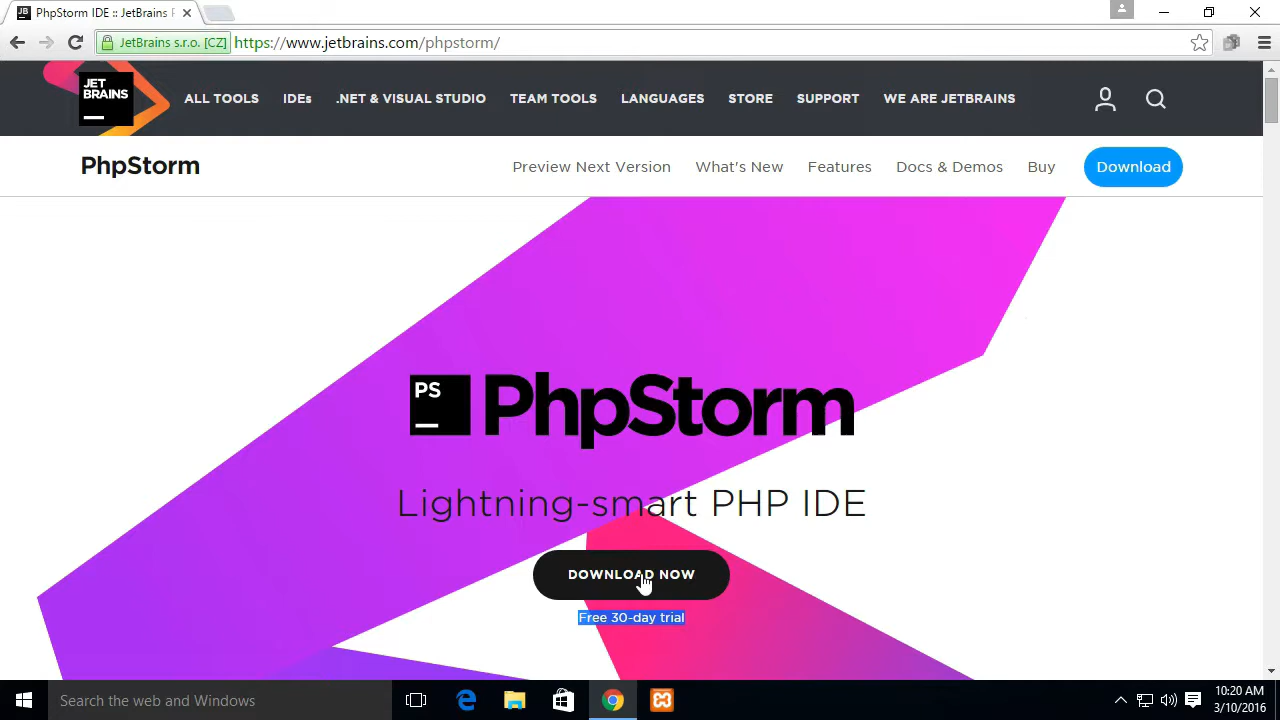 JB PhpStorm IDE :: JetBrains
JetBrains s.r.o. [CZ] https://www.jetbrains.com/phpstorm/
JET
BRAINS
ALL TOOLS IDEs .NET & VISUAL STUDIO TEAM TOOLS LANGUAGES STORE SUPPORT WE ARE JETBRAINS
PhpStorm
Preview Next Version What's New Features Docs & Demos Buy Download
PS
PhpStorm
Lightning-smart PHP IDE
DOWNLOAD NOW
Free 30-day trial
Search the web and Windows
10:20 AM
3/10/2016